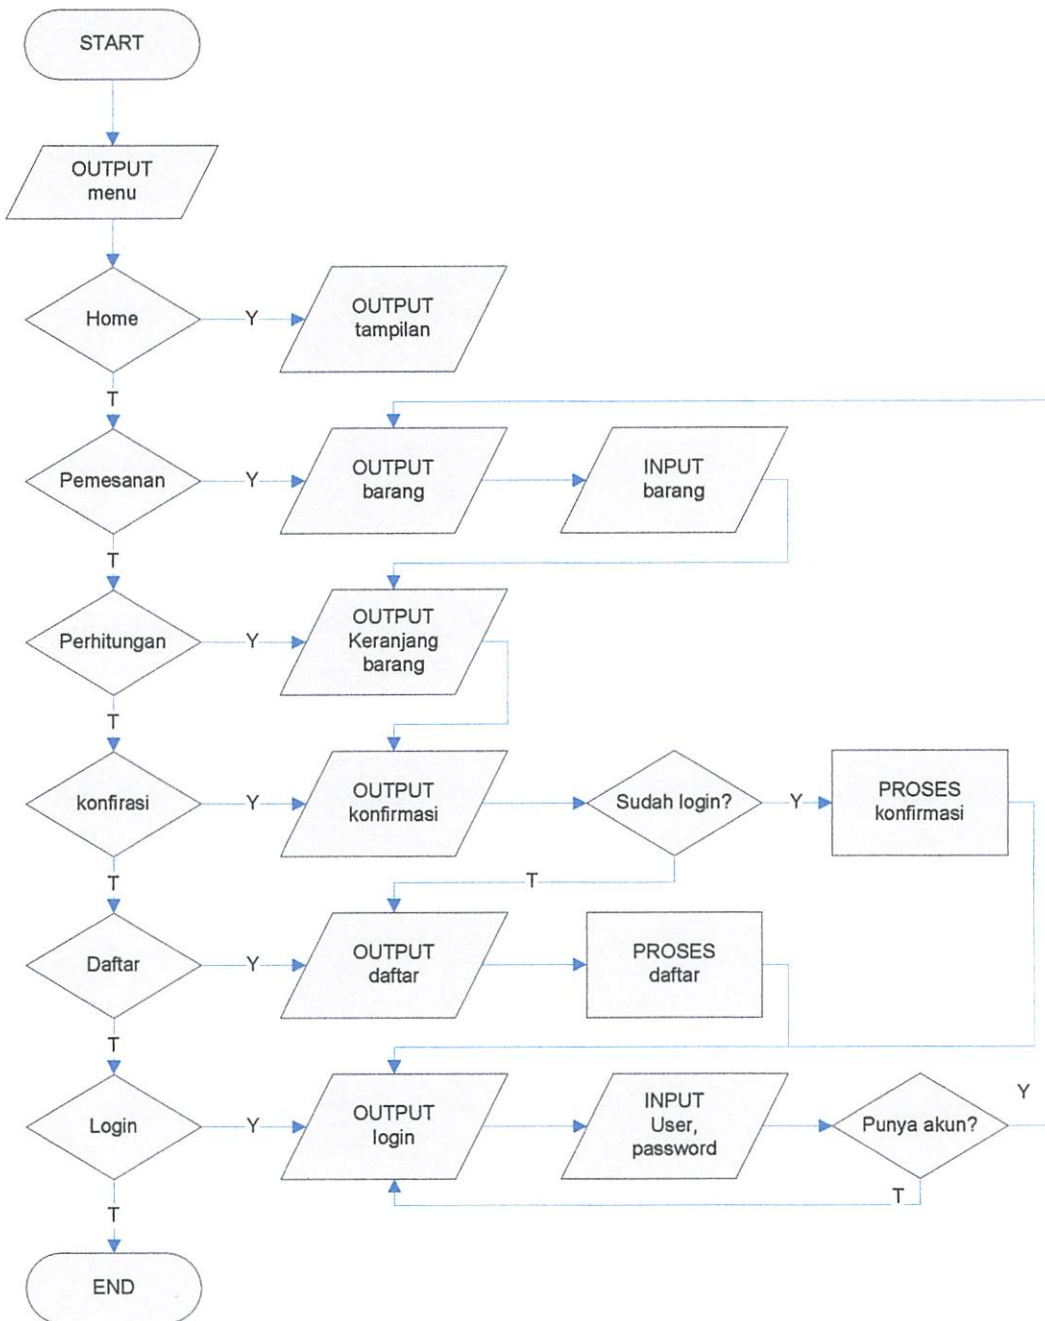 START
OUTPUT
menu
Home
Y
OUTPUT
tampilan
T
Pemesanan
Y
OUTPUT
barang
INPUT
barang
T
Perhitungan
Y
OUTPUT
Keranjang
barang
T
konfirasi
Y
OUTPUT
konfirmasi
Sudah login?
Y
PROSES
konfirmasi
T
T
Daftar
Y
OUTPUT
daftar
PROSES
daftar
T
Login
Y
OUTPUT
login
INPUT
User,
password
Punya akun?
Y
T
T
END